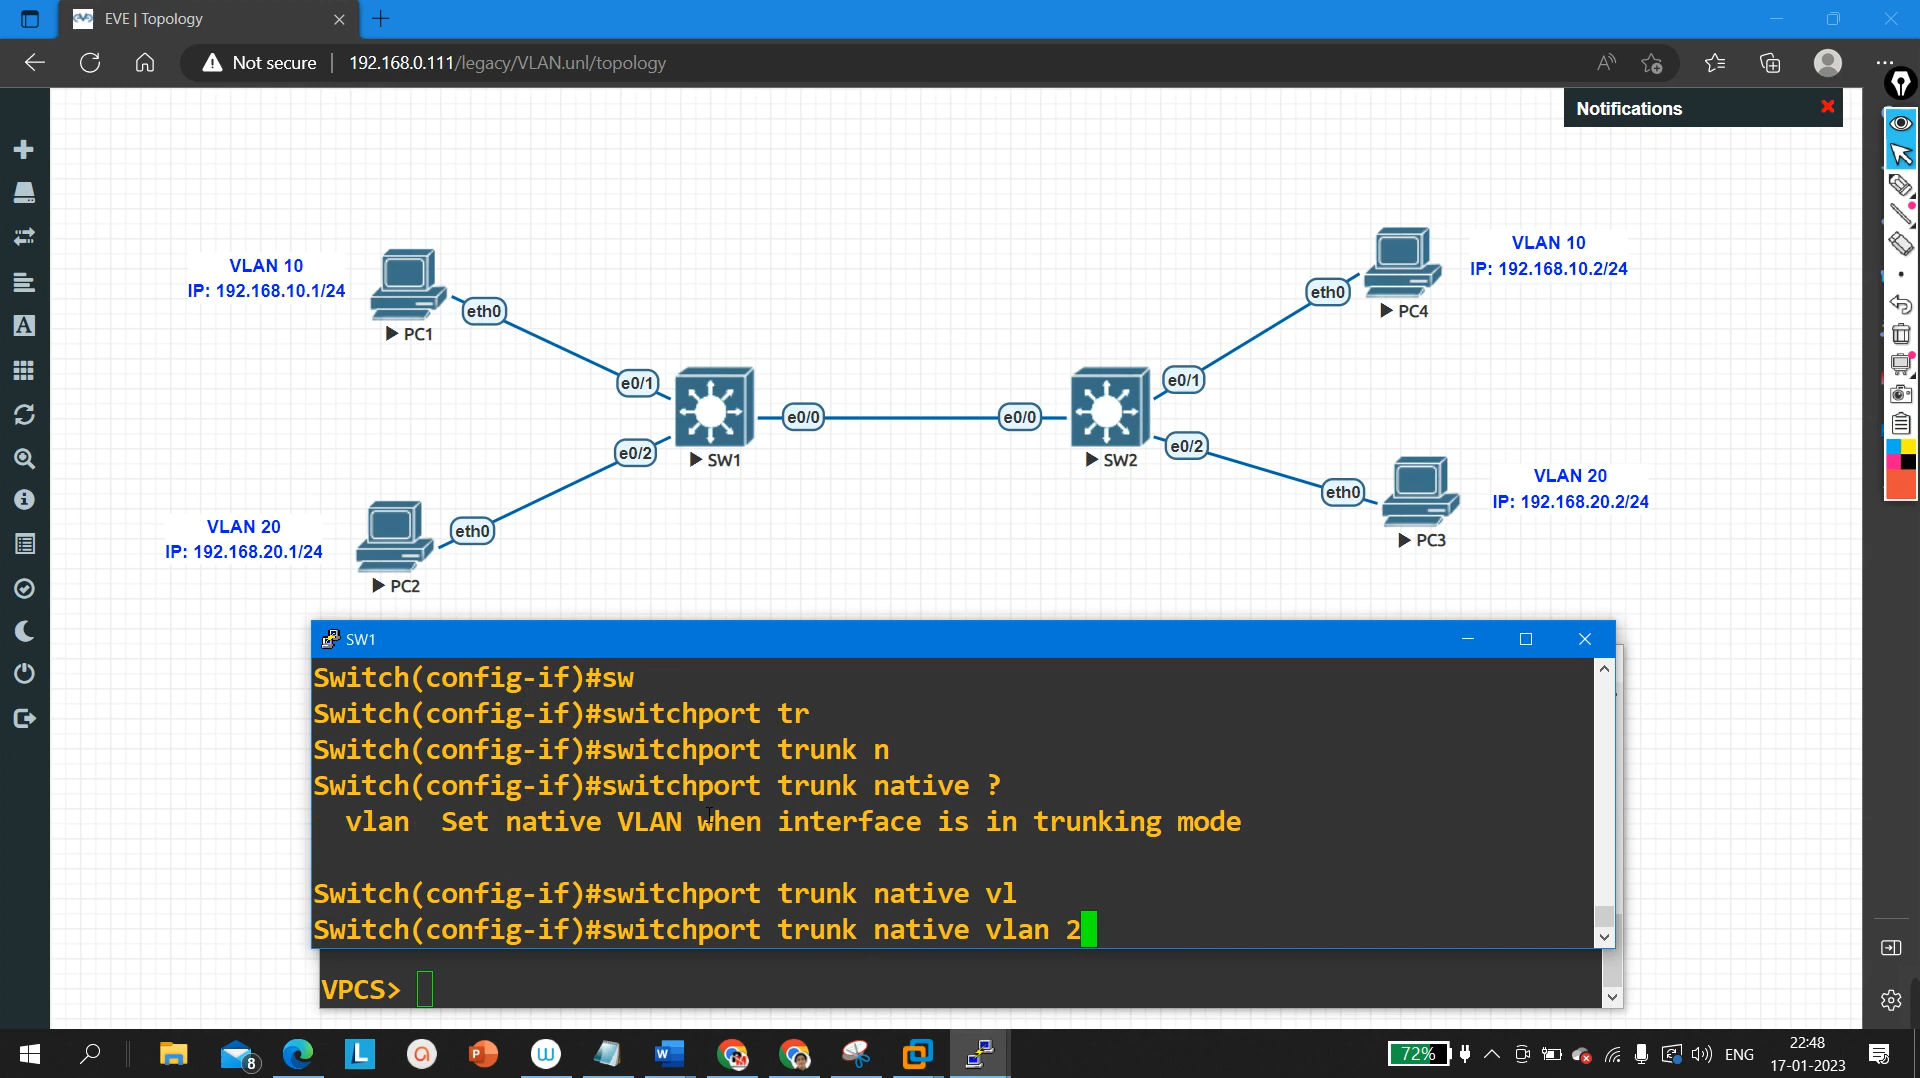 EVE | Topology
Not secure
192.168.0.111/legacy/VLAN.unl/topology
Notifications
VLAN 10
IP: 192.168.10.1/24
eth0
PC1
e0/1
VLAN 10
IP: 192.168.10.2/24
eth0
PC4
e0/1
e0/0
e0/0
e0/2
SW1
SW2
e0/2
VLAN 20
IP: 192.168.20.1/24
eth0
PC2
VLAN 20
IP: 192.168.20.2/24
eth0
PC3
SW1
Switch(config-if)#sw
Switch(config-if)#switchport tr
Switch(config-if)#switchport trunk n
Switch(config-if)#switchport trunk native ?
vlan  Set native VLAN when interface is in trunking mode
Switch(config-if)#switchport trunk native vl
Switch(config-if)#switchport trunk native vlan 2
VPCS>
8
72%
ENG
22:48
17-01-2023